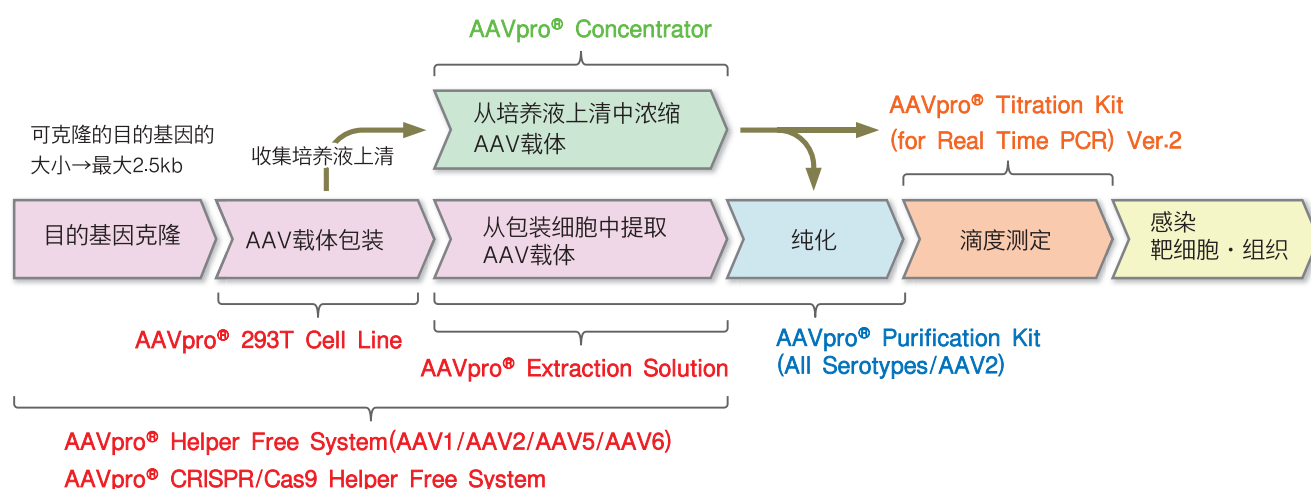 AAVpro® Concentrator
从培养液上清中浓缩
AAV载体
AAVpro® Titration Kit
(for Real Time PCR) Ver.2
可克隆的目的基因的
大小→最大2.5kb
收集培养液上清
目的基因克隆
AAV载体包装
从包装细胞中提取
AAV载体
纯化
滴度测定
感染
靶细胞・组织
AAVpro® 293T Cell Line
AAVpro® Extraction Solution
AAVpro® Purification Kit
(All Serotypes/AAV2)
AAVpro® Helper Free System(AAV1/AAV2/AAV5/AAV6)
AAVpro® CRISPR/Cas9 Helper Free System